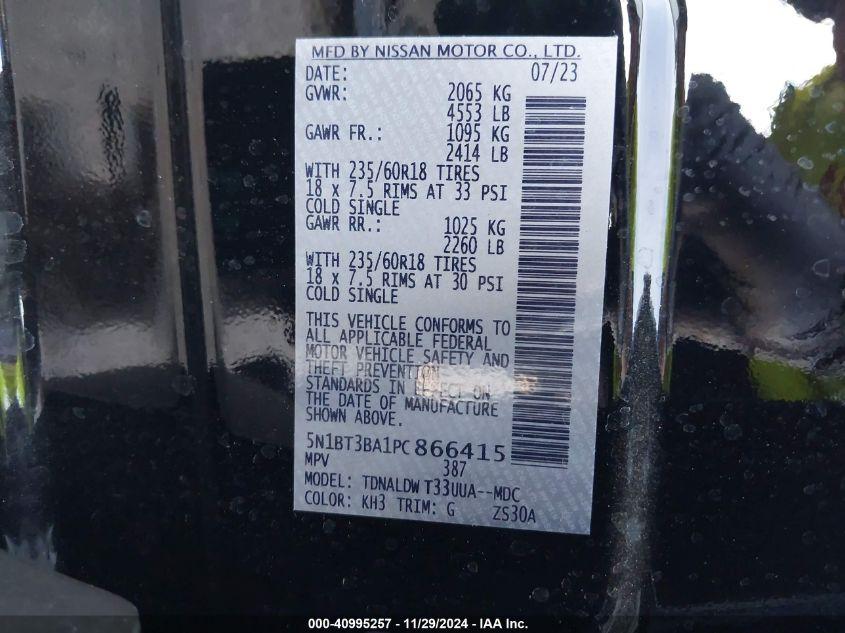 MFD BY NISSAN MOTOR CO., LTD.
DATE: 07/23
GVWR: 2065 KG
4553 LB
GAWR FR.: 1095 KG
2414 LB
WITH 235/60R18 TIRES
18 x 7.5 RIMS AT 33 PSI
COLD SINGLE
GAWR RR.: 1025 KG
2260 LB
WITH 235/60R18 TIRES
18 x 7.5 RIMS AT 30 PSI
COLD SINGLE
THIS VEHICLE CONFORMS TO
ALL APPLICABLE FEDERAL
MOTOR VEHICLE SAFETY AND
THEFT PREVENTION
STANDARDS IN EFFECT ON
THE DATE OF MANUFACTURE
SHOWN ABOVE.
5N1BT3BA1PC866415
MPV 387
MODEL: TDNALDWT33UUA--MDC
COLOR: KH3 TRIM: G ZS30A
000-40995257 - 11/29/2024 - IAA Inc.